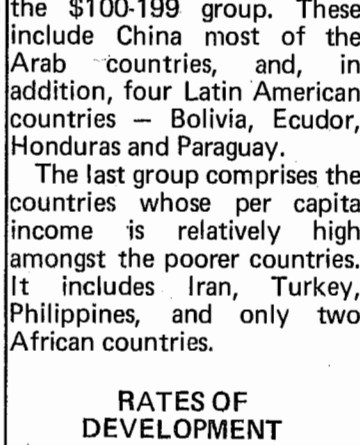 the $100-199 group. These
include China most of the
Arab countries, and, in
addition, four Latin American
countries — Bolivia, Ecudor,
Honduras and Paraguay.
The last group comprises the
countries whose per capita
income is relatively high
amongst the poorer countries.
It includes Iran, Turkey,
Philippines, and only two
African countries.
RATES OF
DEVELOPMENT